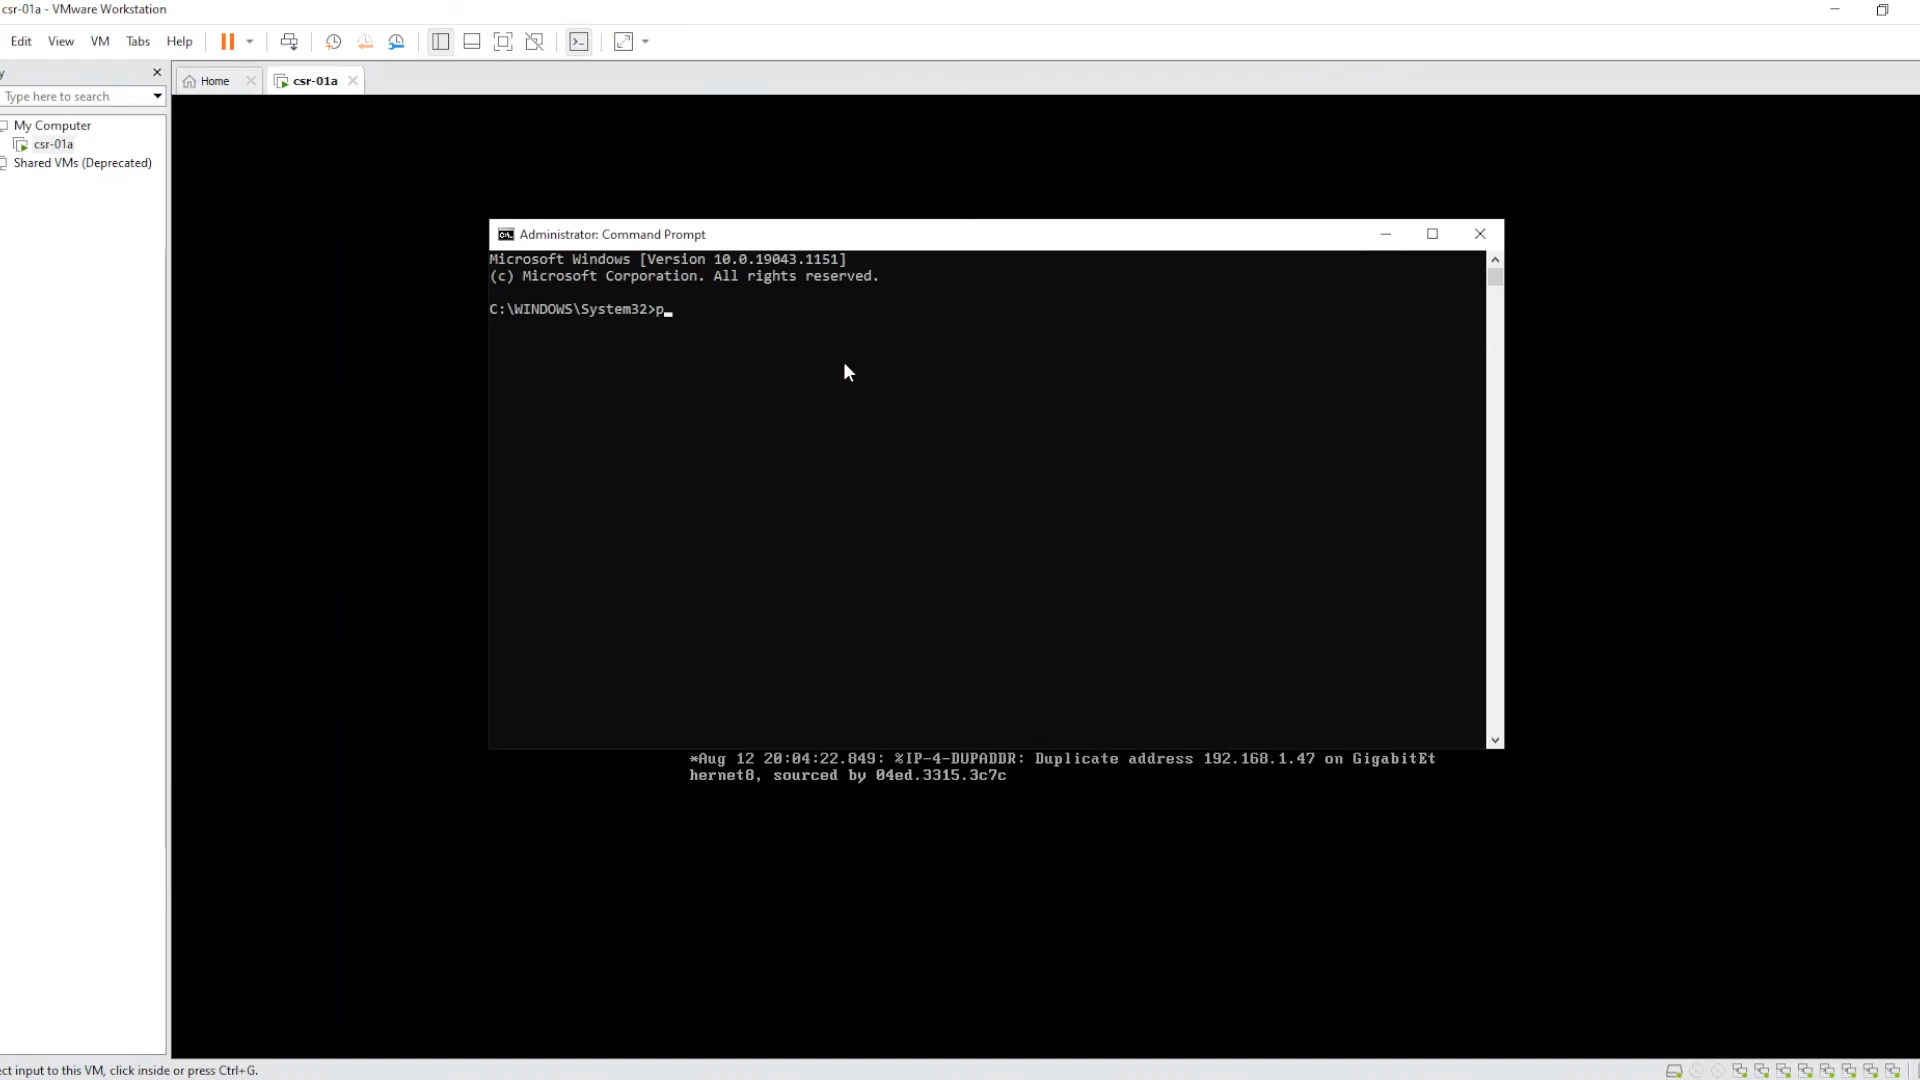 csr-01a - VMware Workstation
Edit View VM Tabs Help
y
Type here to search
Home
csr-01a
My Computer
csr-01a
Shared VMs (Deprecated)
Administrator: Command Prompt
Microsoft Windows [Version 10.0.19043.1151]
(c) Microsoft Corporation. All rights reserved.
C:\WINDOWS\System32>p_
*Aug 12 20:04:22.849: %IP-4-DUPADDR: Duplicate address 192.168.1.47 on GigabitEt
hernet8, sourced by 04ed.3315.3c7c
ect input to this VM, click inside or press Ctrl+G.